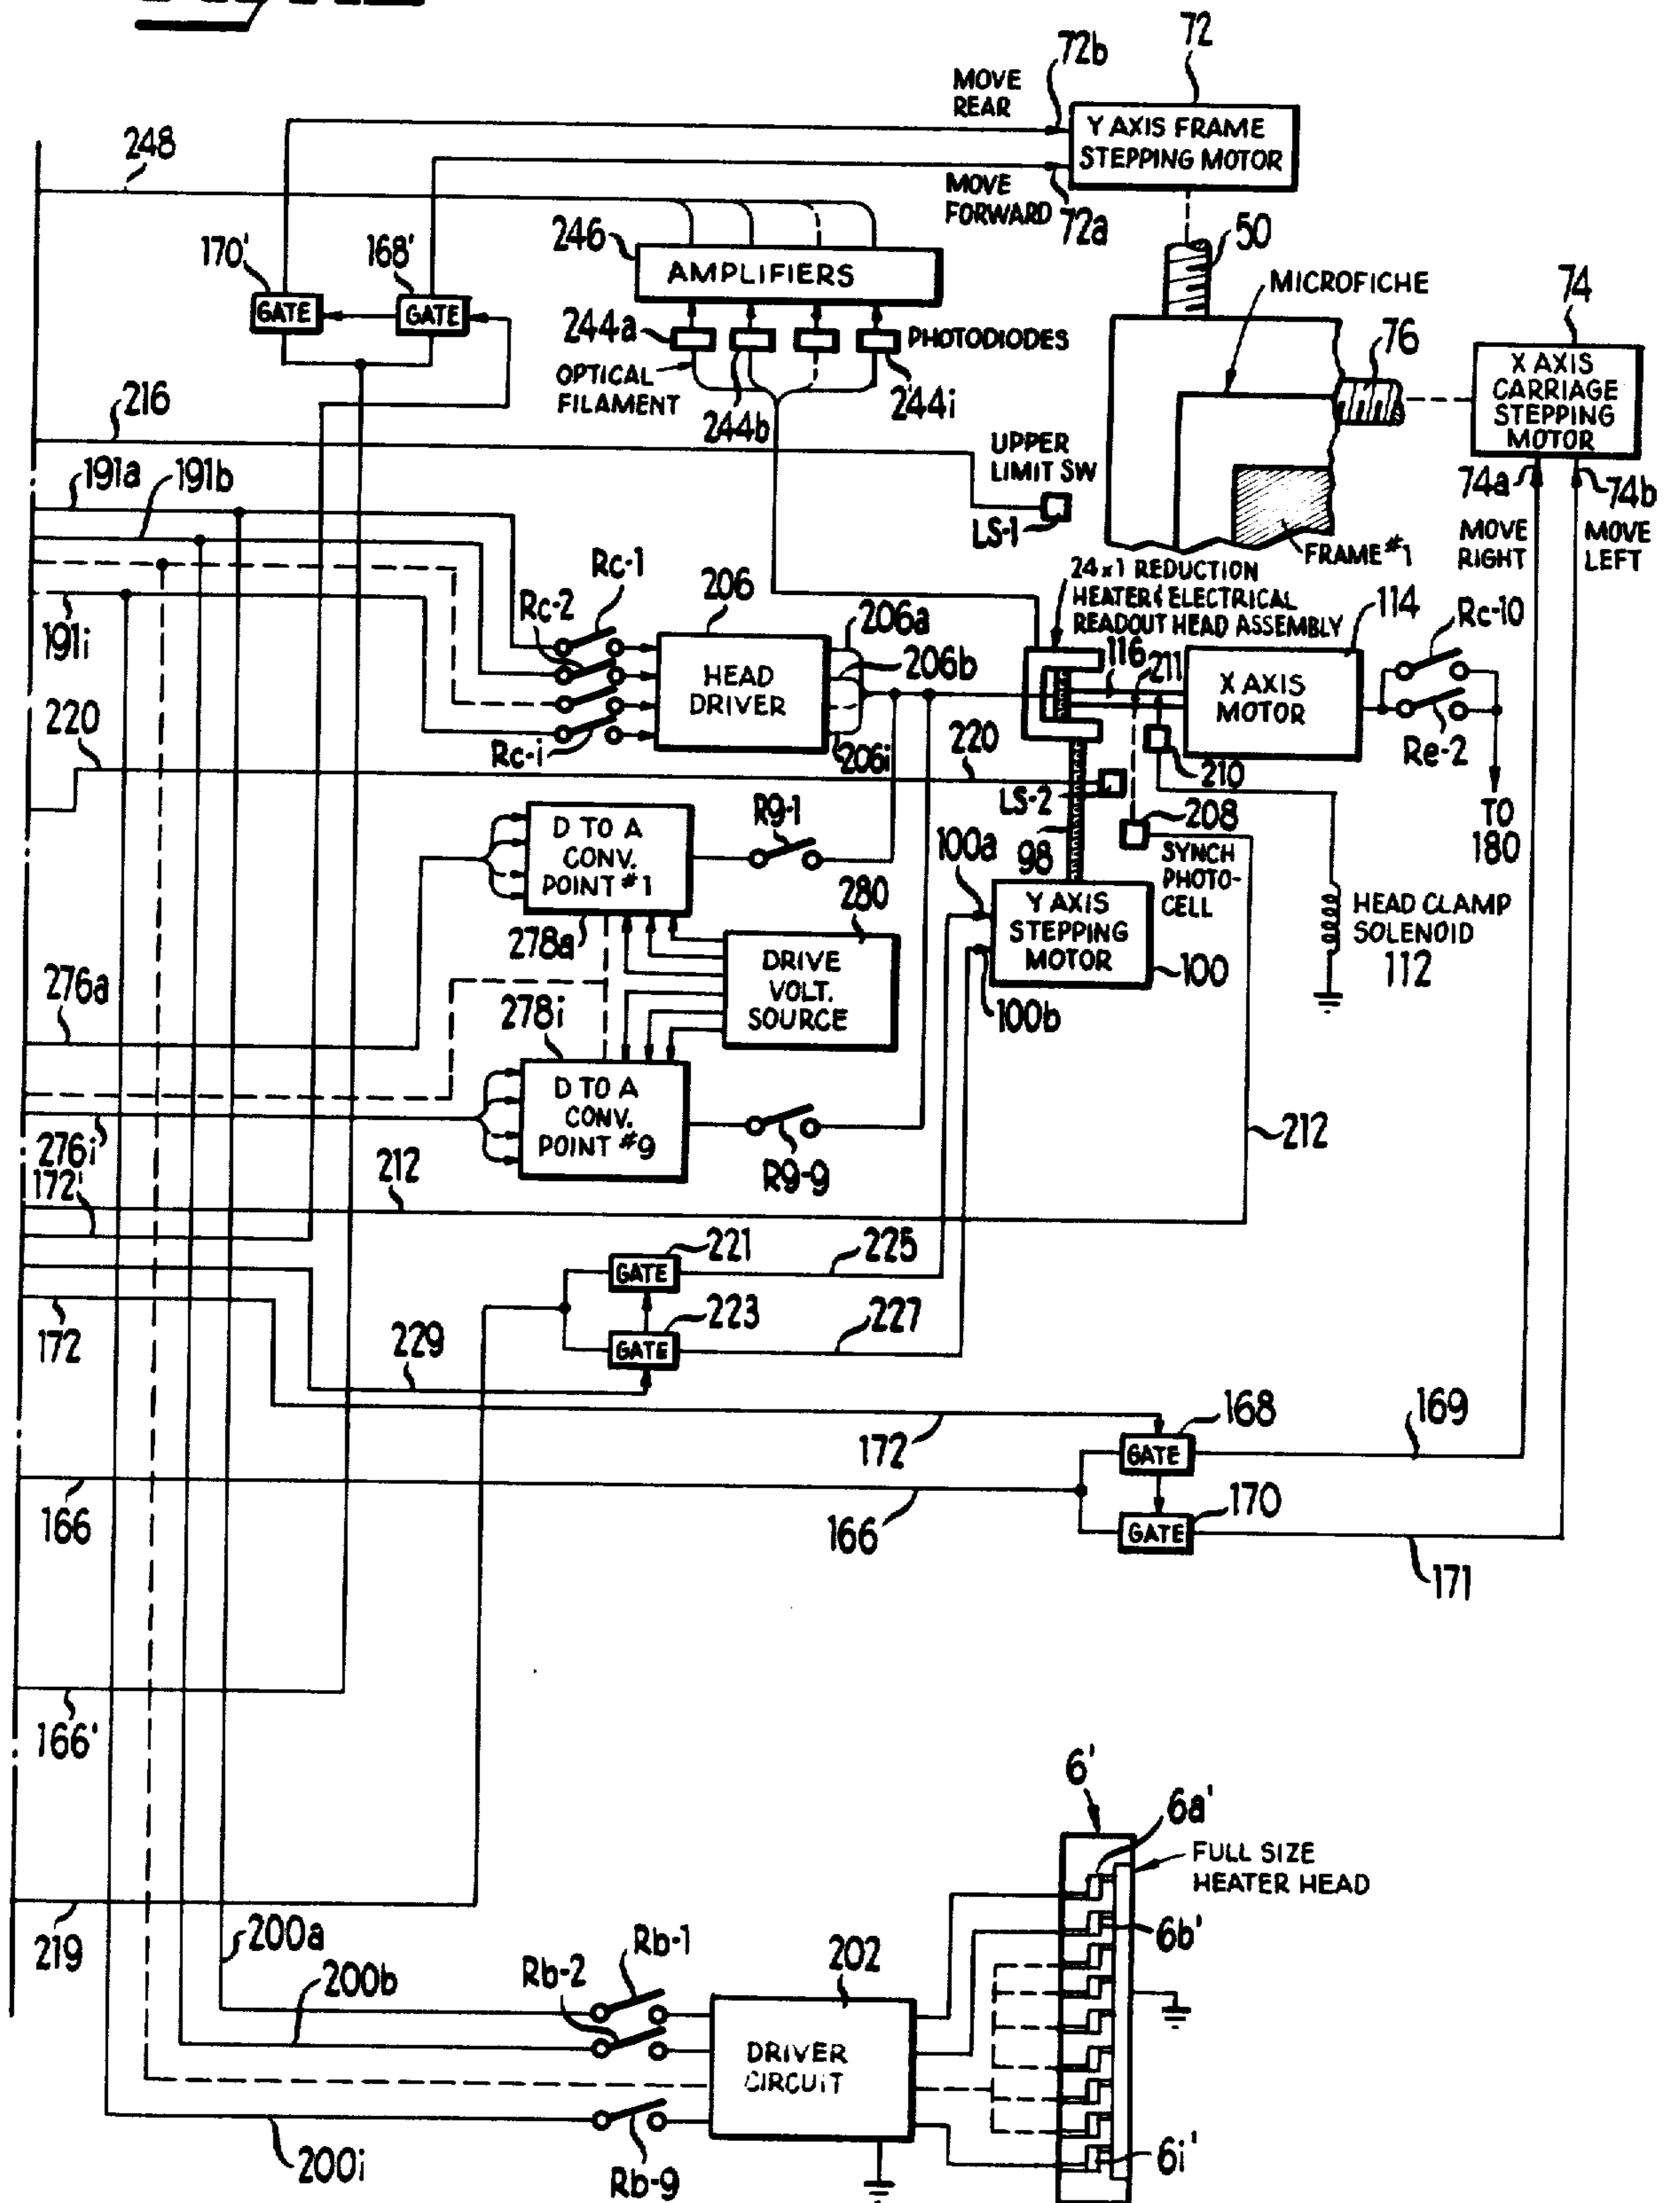 72b
72
MOVE
REAR
Y AXIS FRAME
STEPPING MOTOR
248
MOVE
FORWARD
72a
50
246
AMPLIFIERS
170'
168'
GATE
GATE
MICROFICHE
74
244a
PHOTODIODES
76
X AXIS
CARRIAGE
STEPPING
MOTOR
OPTICAL
FILAMENT
244b
244i
216
UPPER
LIMIT SW
LS-1
74a
74b
191a
191b
MOVE
RIGHT
MOVE
LEFT
FRAME #1
24x1 REDUCTION
HEATER & ELECTRICAL
READOUT HEAD ASSEMBLY
114
Rc-1
Rc-2
206
206a
Rc-10
191i
HEAD
DRIVER
206b
116
211
X AXIS
MOTOR
220
Rc-i
206i
220
210
Re-2
LS-2
R9-1
208
TO
180
D TO A
CONV.
POINT #1
100a
98
SYNCH
PHOTO-
CELL
280
278a
Y AXIS
STEPPING
MOTOR
HEAD CLAMP
SOLENOID
112
DRIVE
VOLT.
SOURCE
100
276a
278i
100b
D TO A
CONV.
POINT #9
276i
212
R9-9
172'
212
221
225
GATE
172
223
227
229
GATE
168
169
172
GATE
166
166
170
GATE
171
166'
6'
6a'
FULL SIZE
HEATER HEAD
219
200a
Rb-1
202
6b'
200b
Rb-2
DRIVER
CIRCUIT
200i
Rb-9
6i'